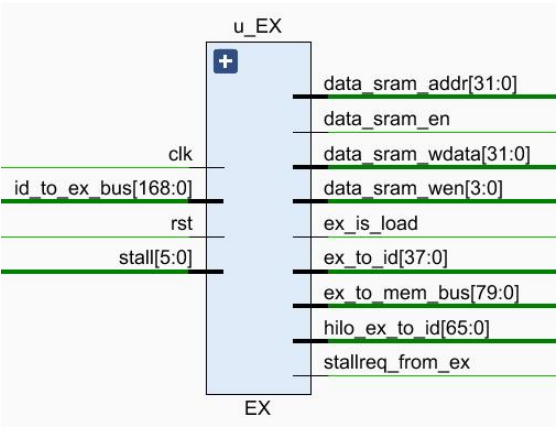 u_EX
data_sram_addr[31:0]
data_sram_en
clk
data_sram_wdata[31:0]
id_to_ex_bus[168:0]
data_sram_wen[3:0]
rst
ex_is_load
stall[5:0]
ex_to_id[37:0]
ex_to_mem_bus[79:0]
hilo_ex_to_id[65:0]
stallreq_from_ex
EX